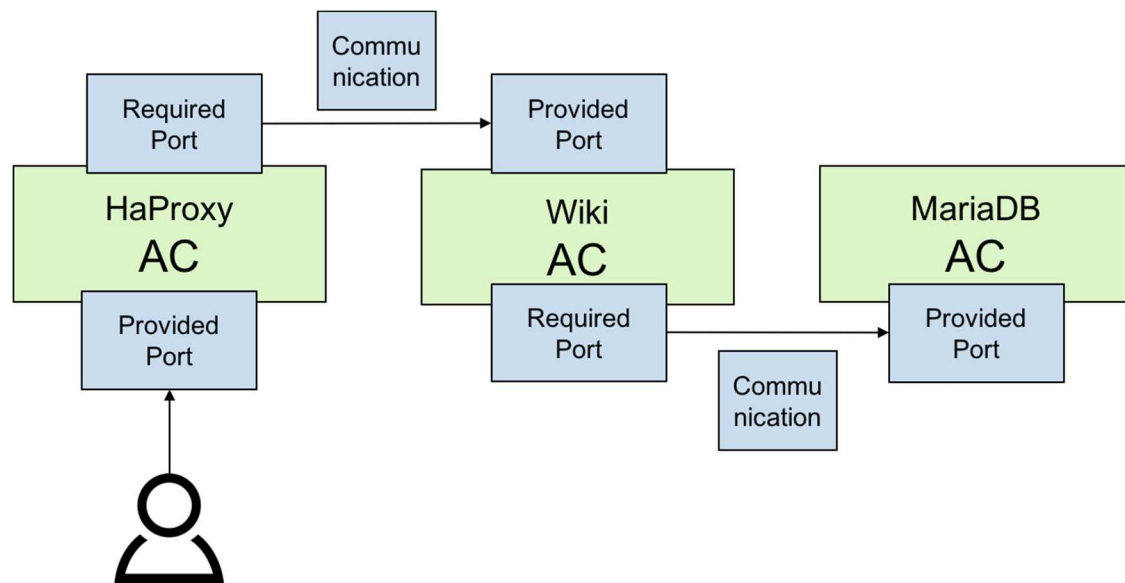 Commu
nication
Required
Port
Provided
Port
HaProxy
AC
Wiki
AC
MariaDB
AC
Provided
Port
Required
Port
Provided
Port
Commu
nication